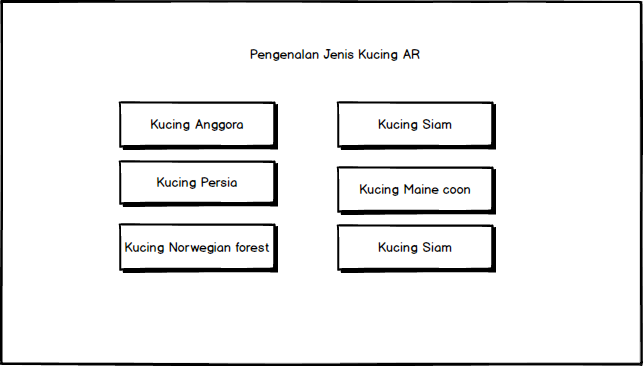 Pengenalan Jenis Kucing AR
Kucing Anggora
Kucing Siam
Kucing Persia
Kucing Maine coon
Kucing Norwegian forest
Kucing Siam